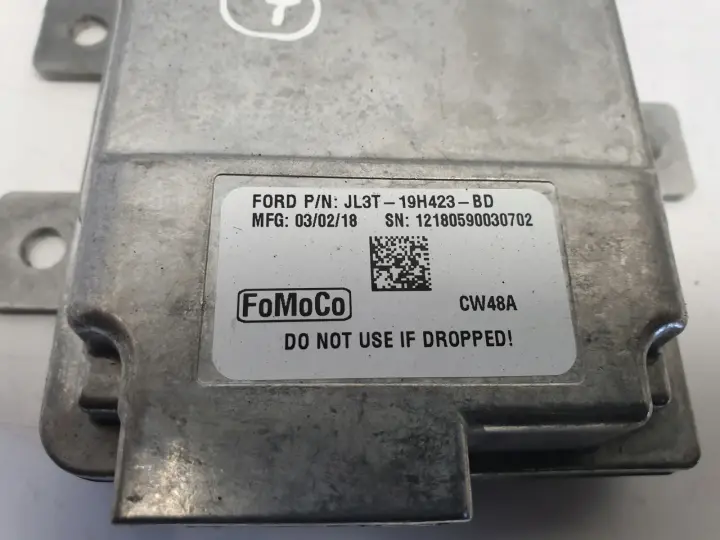 FORD P/N: JL3T-19H423-BD
MFG: 03/02/18 SN: 12180590030702
FoMoCo
CW48A
DO NOT USE IF DROPPED!